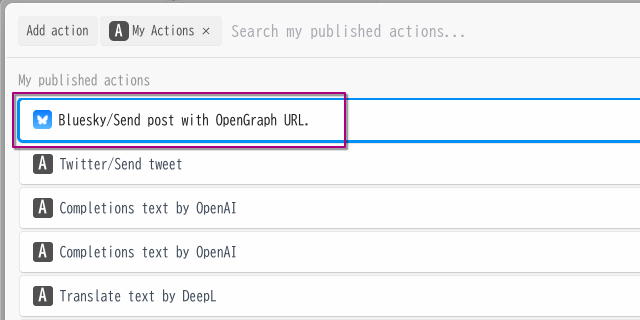 Add action A My Actions × Search my published actions...
My published actions
Bluesky/Send post with OpenGraph URL.
A Twitter/Send tweet
A Completions text by OpenAI
A Completions text by OpenAI
A Translate text by DeepL